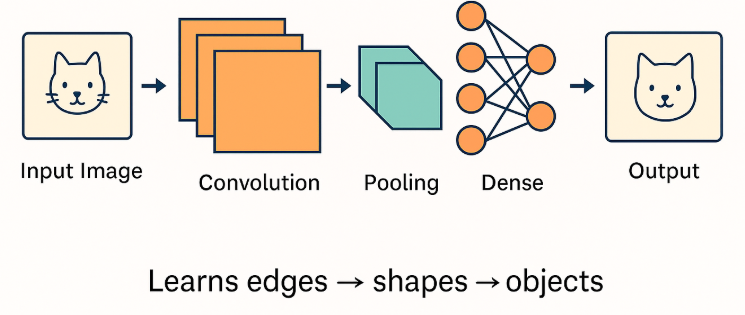 Input Image
Convolution
Pooling
Dense
Output
Learns edges → shapes → objects